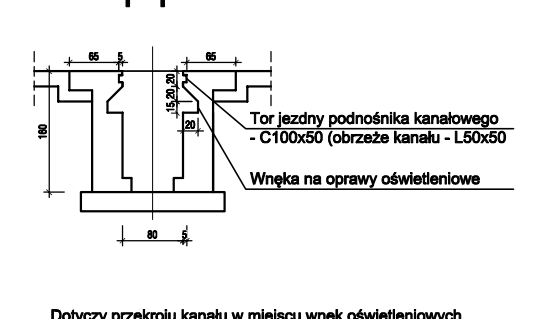 65 5 65
20
15,20
20
160
Tor jezdny podnośnika kanałowego
- C100x50 (obrzeże kanału - L50x50
Wnęka na oprawy oświetleniowe
80 5
Dotyczy przekroju kanału w miejscu wnęk oświetleniowych